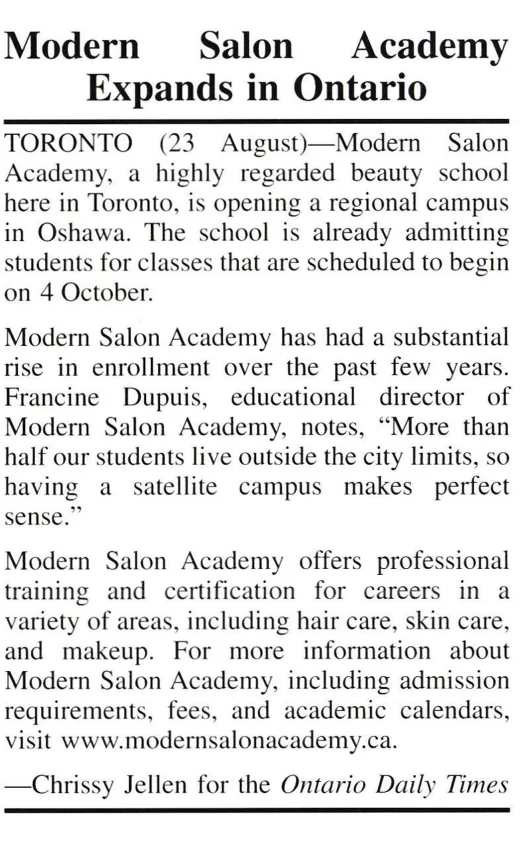 Modern Salon Academy
Expands in Ontario
TORONTO (23 August)—Modern Salon
Academy, a highly regarded beauty school
here in Toronto, is opening a regional campus
in Oshawa. The school is already admitting
students for classes that are scheduled to begin
on 4 October.
Modern Salon Academy has had a substantial
rise in enrollment over the past few years.
Francine Dupuis, educational director of
Modern Salon Academy, notes, “More than
half our students live outside the city limits, so
having a satellite campus makes perfect
sense.”
Modern Salon Academy offers professional
training and certification for careers in a
variety of areas, including hair care, skin care,
and makeup. For more information about
Modern Salon Academy, including admission
requirements, fees, and academic calendars,
visit www.modernsalonacademy.ca.
—Chrissy Jellen for the Ontario Daily Times